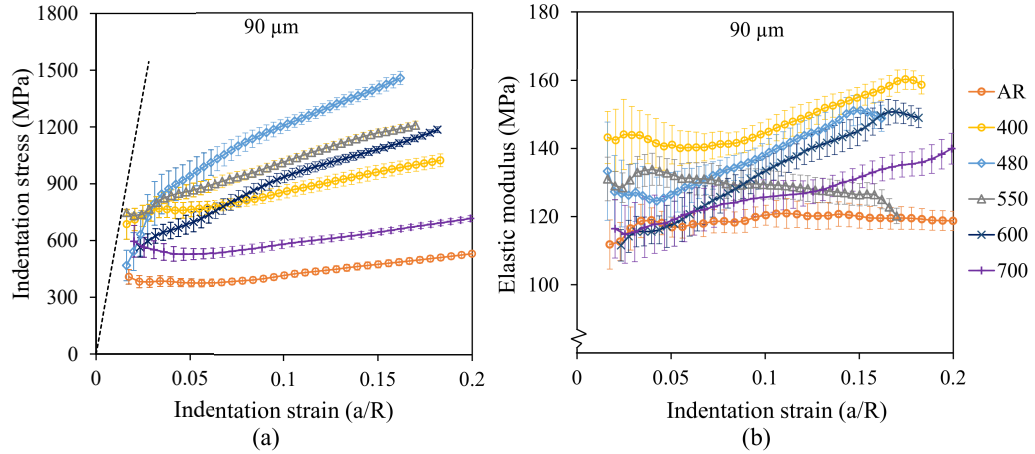 (a)
90 µm
Indentation stress (MPa)
1500
1200
900
600
300
0
0
0.05
0.1
0.15
0.2
Indentation strain (a/R)
(a)
(b)
90 µm
Elastic modulus (MPa)
180
160
140
120
100
0
0.05
0.1
0.15
0.2
Indentation strain (a/R)
(b)
AR
400
480
550
600
700